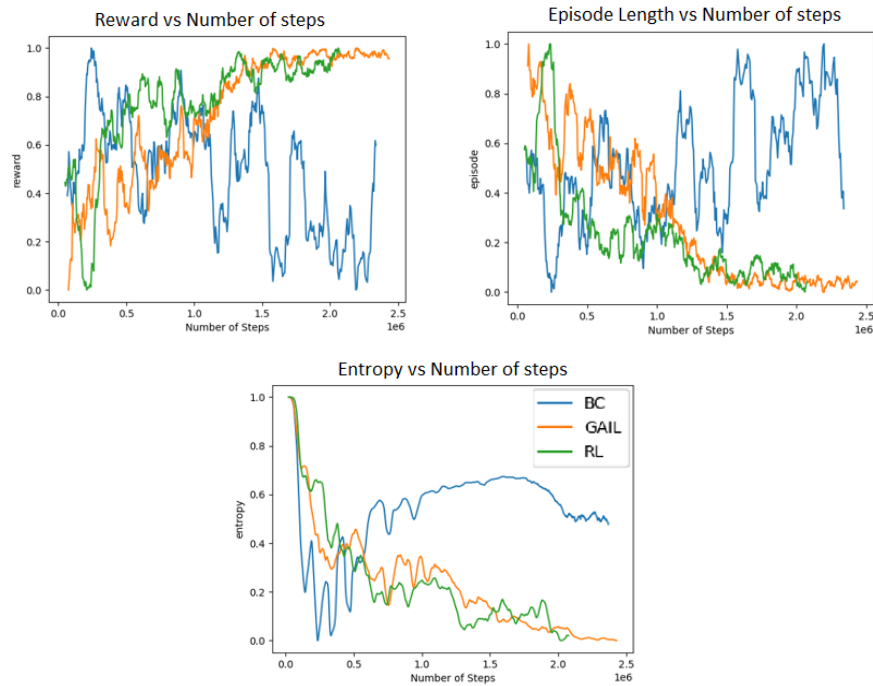 Reward vs Number of steps
1.0
0.8
0.6
0.4
0.2
0.0
reward
0.0 0.5 1.0 1.5 2.0 2.5
1e6
Number of Steps
Episode Length vs Number of steps
1.0
0.8
0.6
0.4
0.2
0.0
episode
0.0 0.5 1.0 1.5 2.0 2.5
1e6
Number of Steps
Entropy vs Number of steps
1.0
0.8
0.6
0.4
0.2
0.0
entropy
BC
GAIL
RL
0.0 0.5 1.0 1.5 2.0 2.5
1e6
Number of Steps